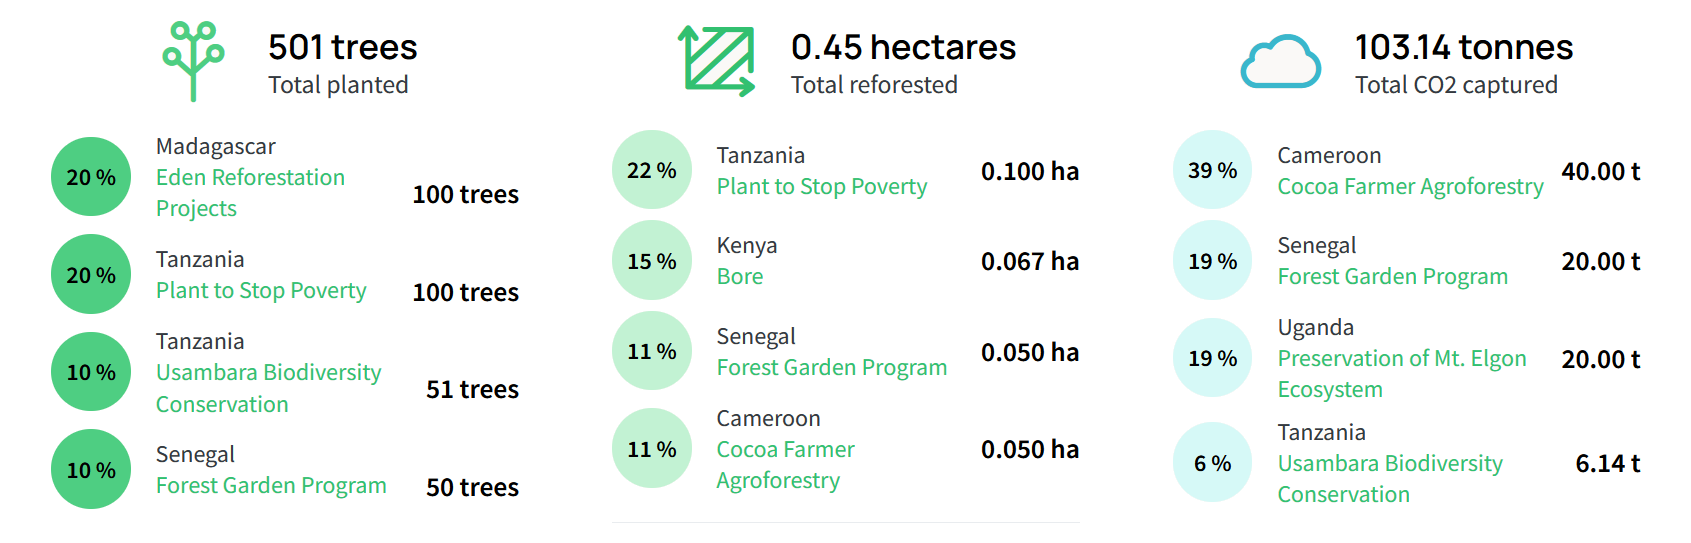 501 trees
Total planted
20 %
Madagascar
Eden Reforestation
Projects
100 trees
20 %
Tanzania
Plant to Stop Poverty
100 trees
10 %
Tanzania
Usambara Biodiversity
Conservation
51 trees
10 %
Senegal
Forest Garden Program
50 trees
0.45 hectares
Total reforested
22 %
Tanzania
Plant to Stop Poverty
0.100 ha
15 %
Kenya
Bore
0.067 ha
11 %
Senegal
Forest Garden Program
0.050 ha
11 %
Cameroon
Cocoa Farmer
Agroforestry
0.050 ha
103.14 tonnes
Total CO2 captured
39 %
Cameroon
Cocoa Farmer Agroforestry
40.00 t
19 %
Senegal
Forest Garden Program
20.00 t
19 %
Uganda
Preservation of Mt. Elgon
Ecosystem
20.00 t
6 %
Tanzania
Usambara Biodiversity
Conservation
6.14 t